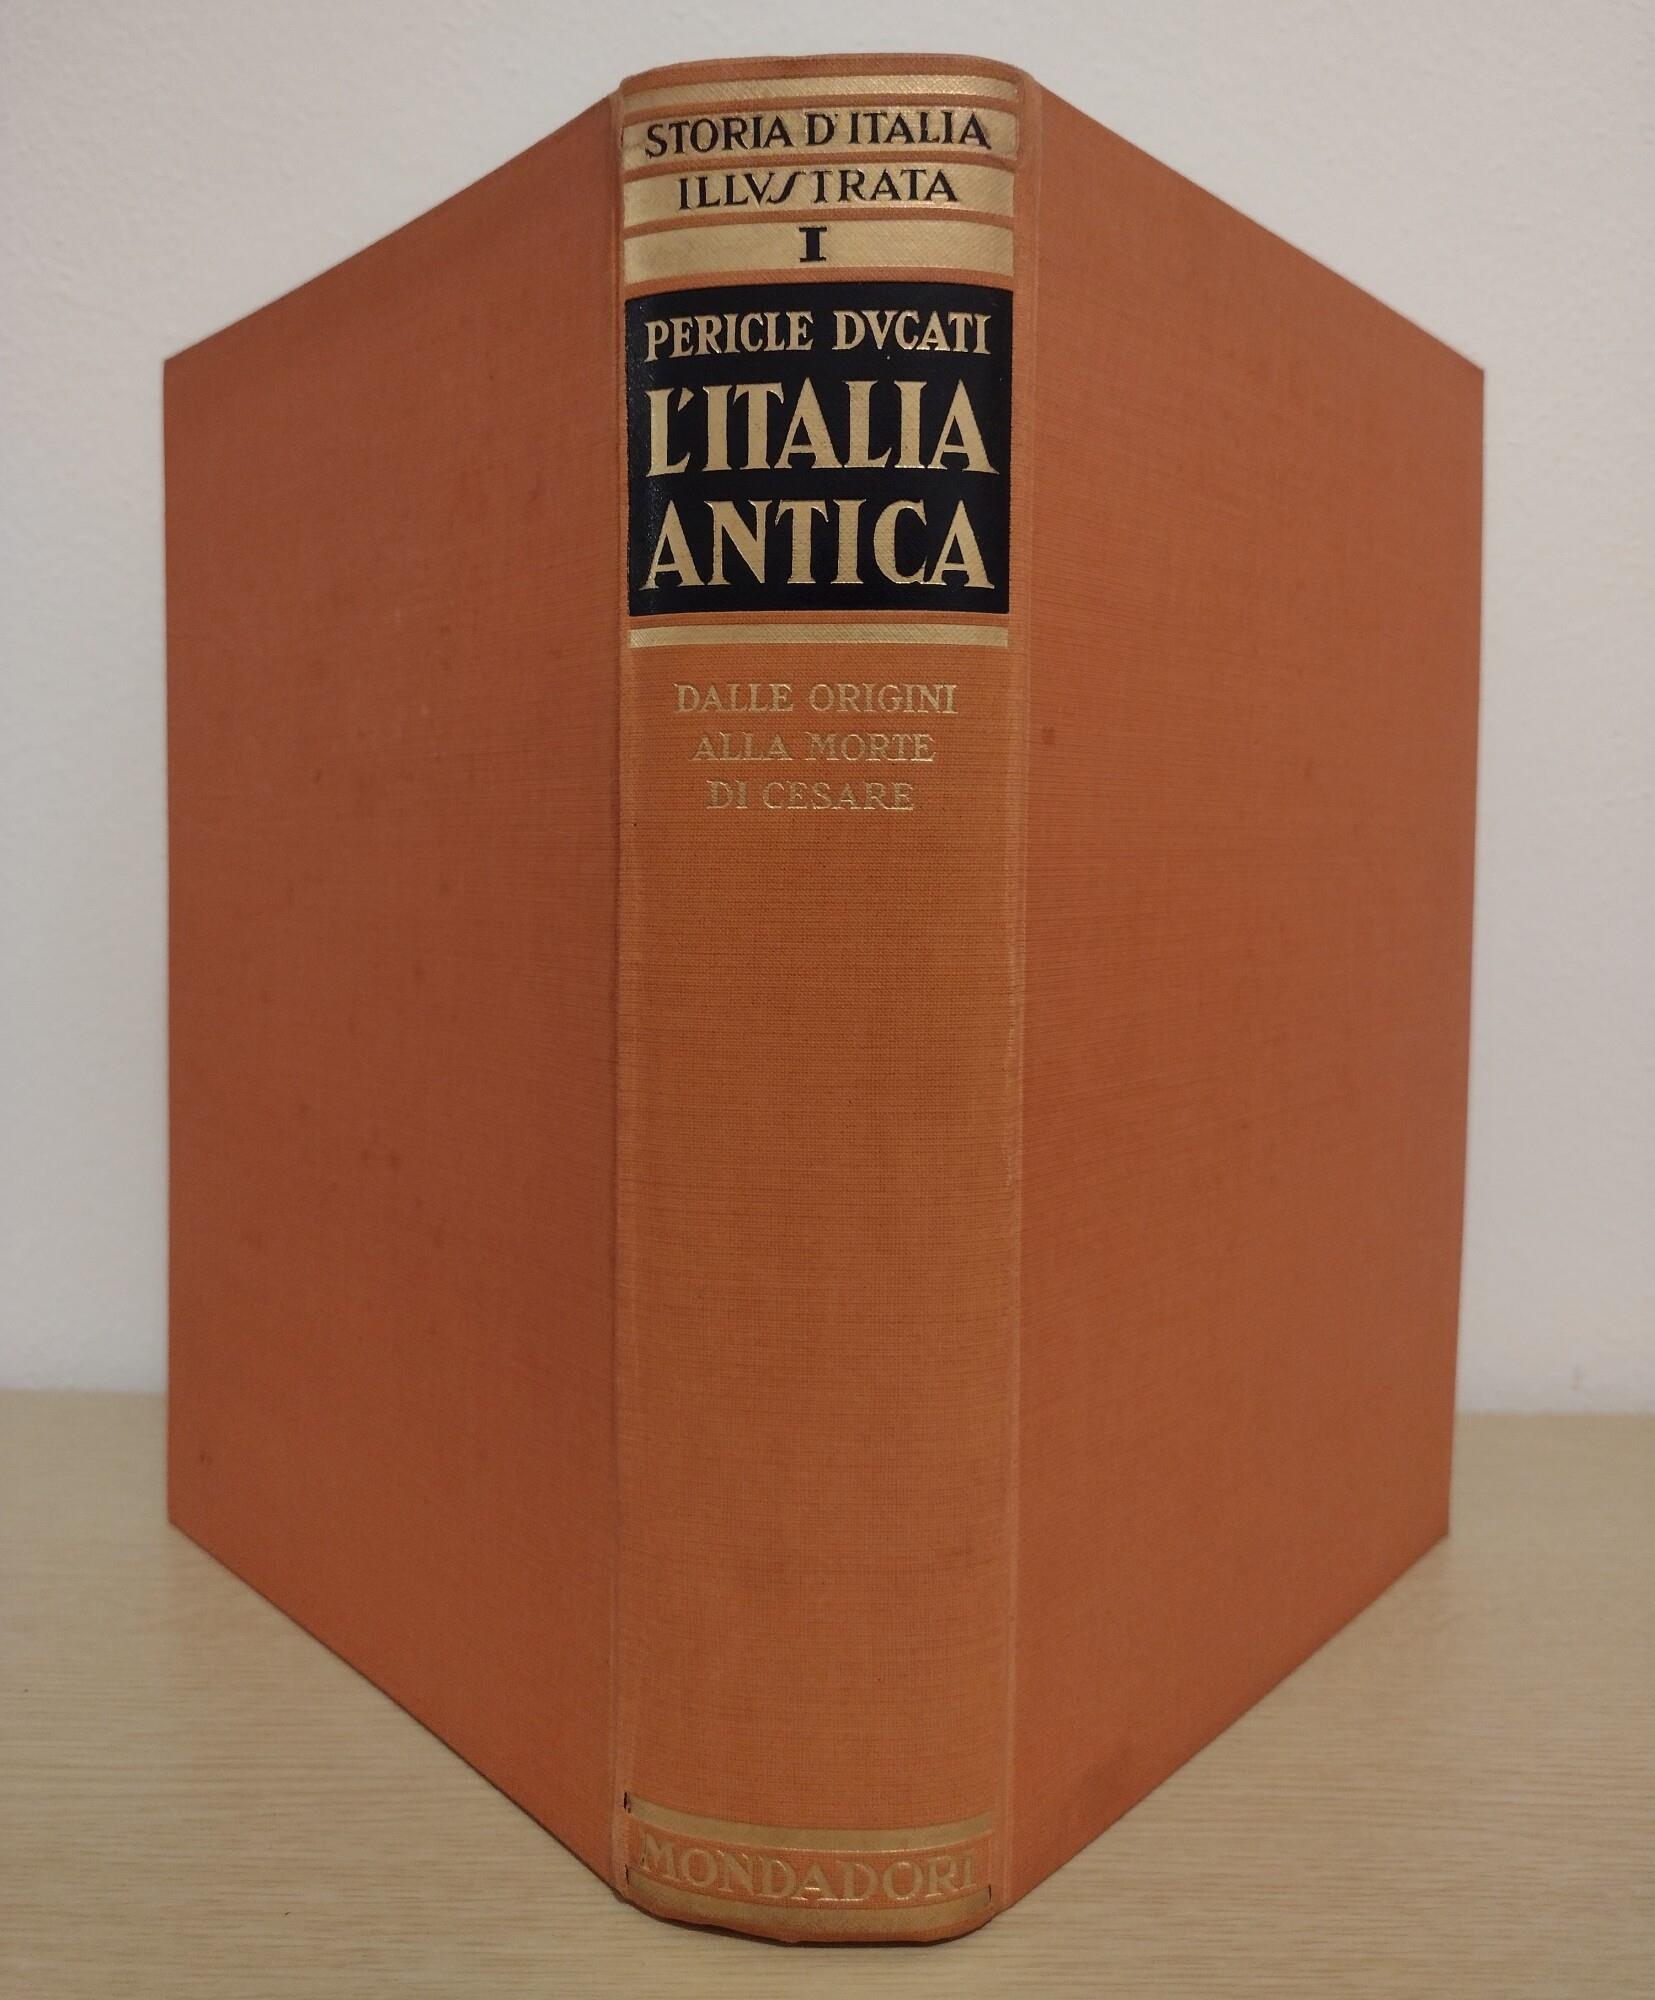 STORIA D'ITALIA
ILLVSTRATA
I
PERICLE DVCATI
L'ITALIA
ANTICA
DALLE ORIGINI
ALLA MORTE
DI CESARE
MONDADORI